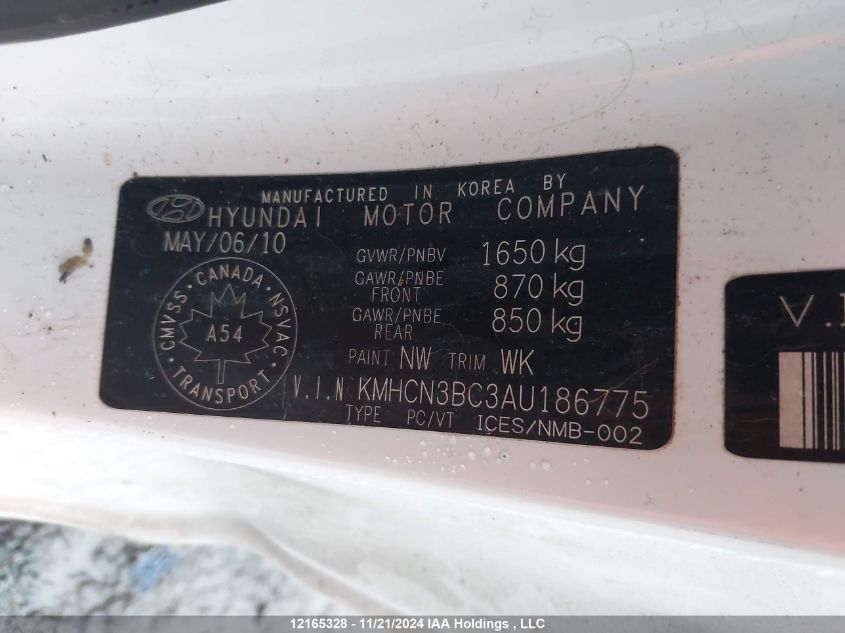 MANUFACTURED IN KOREA BY
HYUNDAI MOTOR COMPANY
MAY/06/10
GVWR/PNBV 1650 kg
GAWR/PNBE FRONT 870 kg
GAWR/PNBE REAR 850 kg
PAINT NW TRIM WK
CMVSS · CANADA · NSVAC · TRANSPORT
A54
V.I.N KMHCN3BC3AU186775
TYPE PC/VT ICES/NMB-002
V.I
12165328 - 11/21/2024 IAA Holdings , LLC